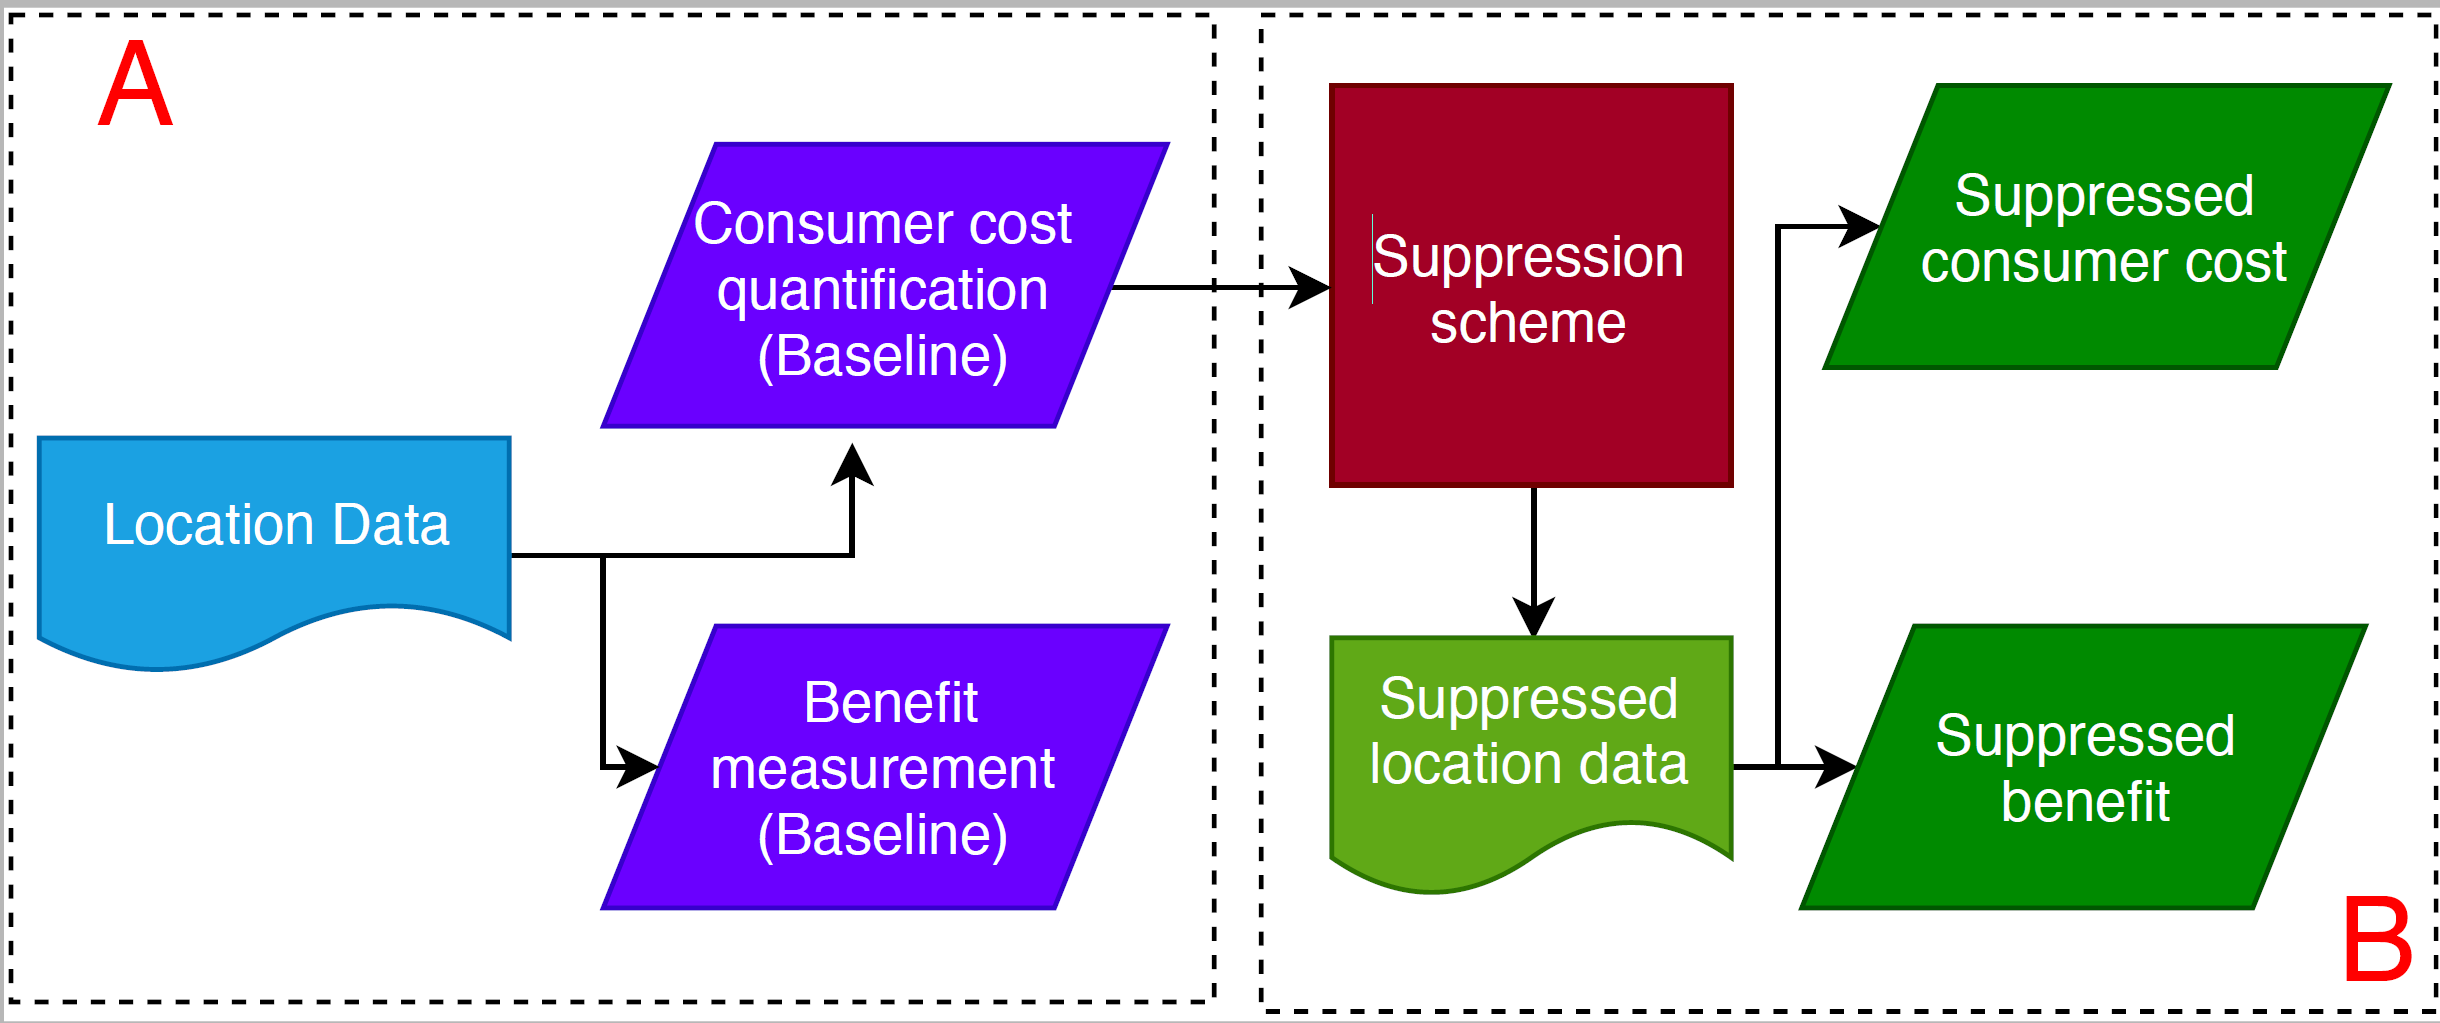 A
Consumer cost
quantification
(Baseline)
Location Data
Benefit
measurement
(Baseline)
Suppression
scheme
Suppressed
consumer cost
Suppressed
location data
Suppressed
benefit
B